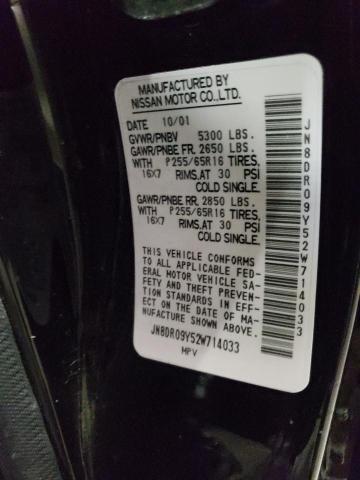 MANUFACTURED BY
NISSAN MOTOR CO., LTD.
DATE 10/01
GVWR/PNBV 5300 LBS.
GAWR/PNBE FR. 2650 LBS.
WITH P255/65R16 TIRES,
16X7 RIMS, AT 30 PSI
COLD SINGLE.
GAWR/PNBE RR. 2850 LBS.
WITH P255/65R16 TIRES,
16X7 RIMS, AT 30 PSI
COLD SINGLE.
THIS VEHICLE CONFORMS
TO ALL APPLICABLE FED-
ERAL MOTOR VEHICLE SA-
FETY AND THEFT PREVENTION
STANDARDS IN EFF-
ECT ON THE DATE OF MA-
NUFACTURE SHOWN ABOVE.
JN8DR09Y52W714033
MPV
JN8DR09Y52W714033